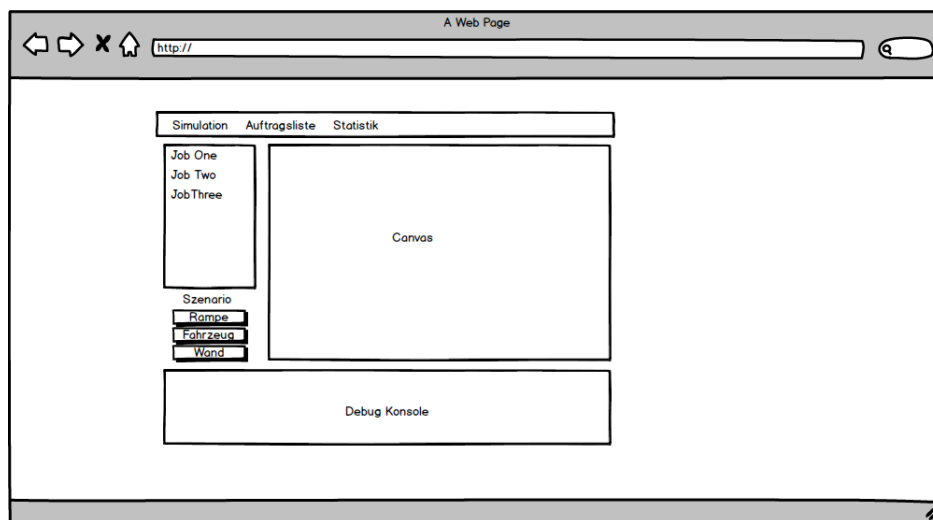 A Web Page
http://
Simulation Auftragsliste Statistik
Job One
Job Two
JobThree
Canvas
Szenario
Rampe
Fahrzeug
Wand
Debug Konsole